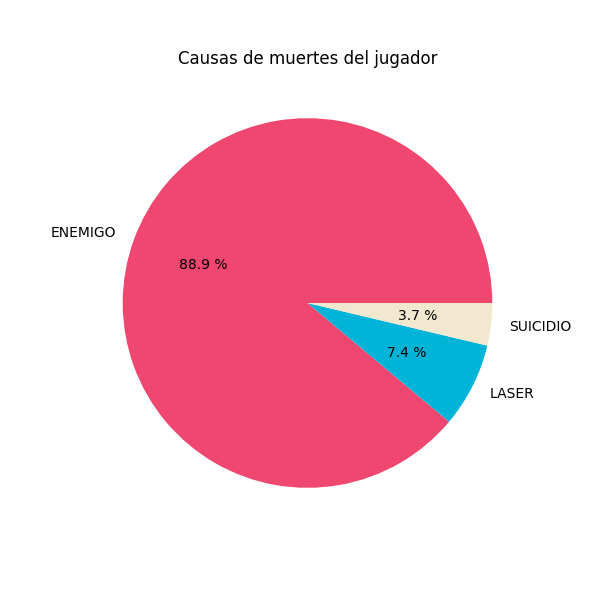 Causas de muertes del jugador
ENEMIGO
88.9 %
3.7 %
SUICIDIO
7.4 %
LASER